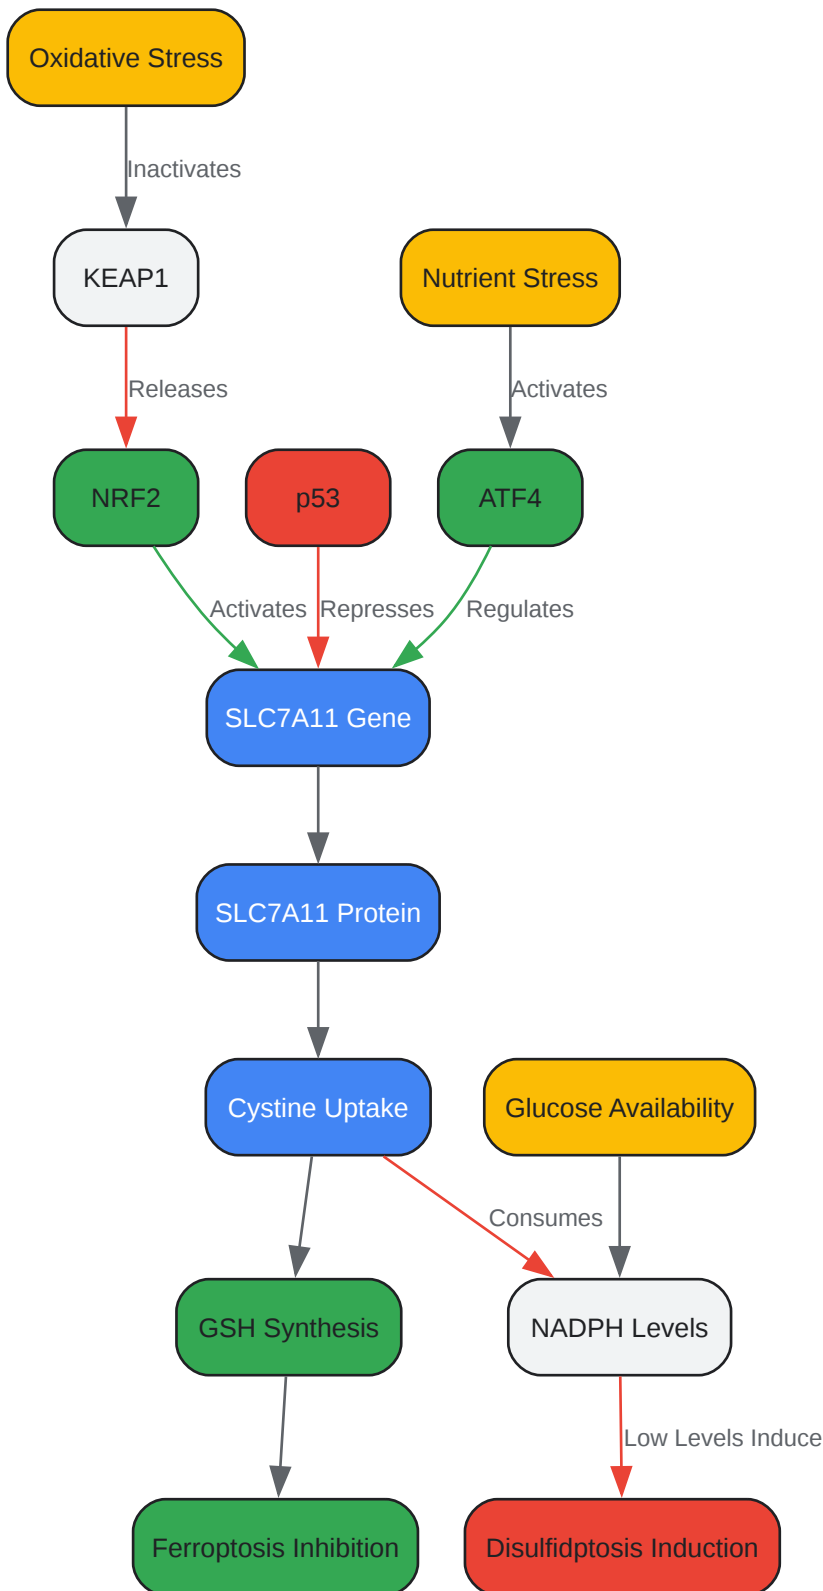 Oxidative Stress
Inactivates
KEAP1
Nutrient Stress
Releases
Activates
NRF2
p53
ATF4
Activates
Represses
Regulates
SLC7A11 Gene
SLC7A11 Protein
Cystine Uptake
Glucose Availability
Consumes
GSH Synthesis
NADPH Levels
Low Levels Induce
Ferroptosis Inhibition
Disulfidptosis Induction